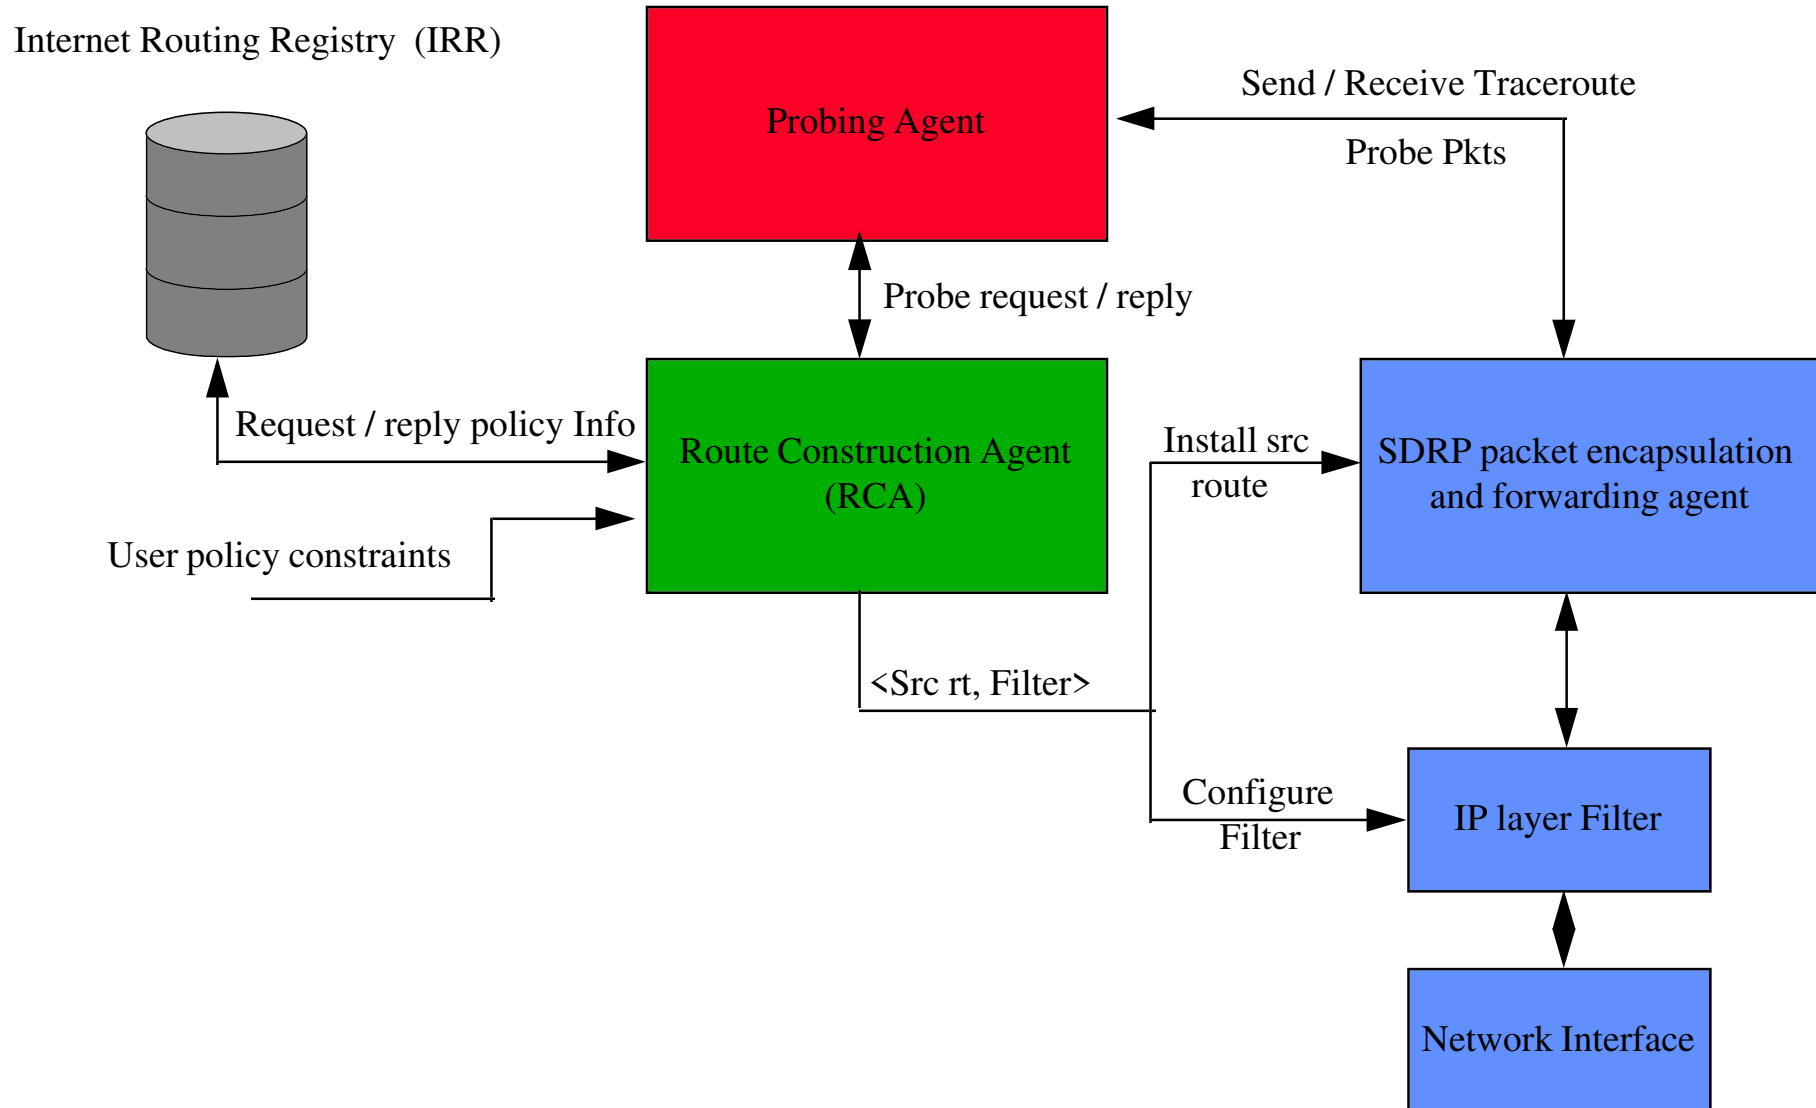 Internet Routing Registry (IRR)
Probing Agent
Send / Receive Traceroute
Probe Pkts
Probe request / reply
Request / reply policy Info
Route Construction Agent
(RCA)
Install src
route
SDRP packet encapsulation
and forwarding agent
User policy constraints
<Src rt, Filter>
Configure
Filter
IP layer Filter
Network Interface